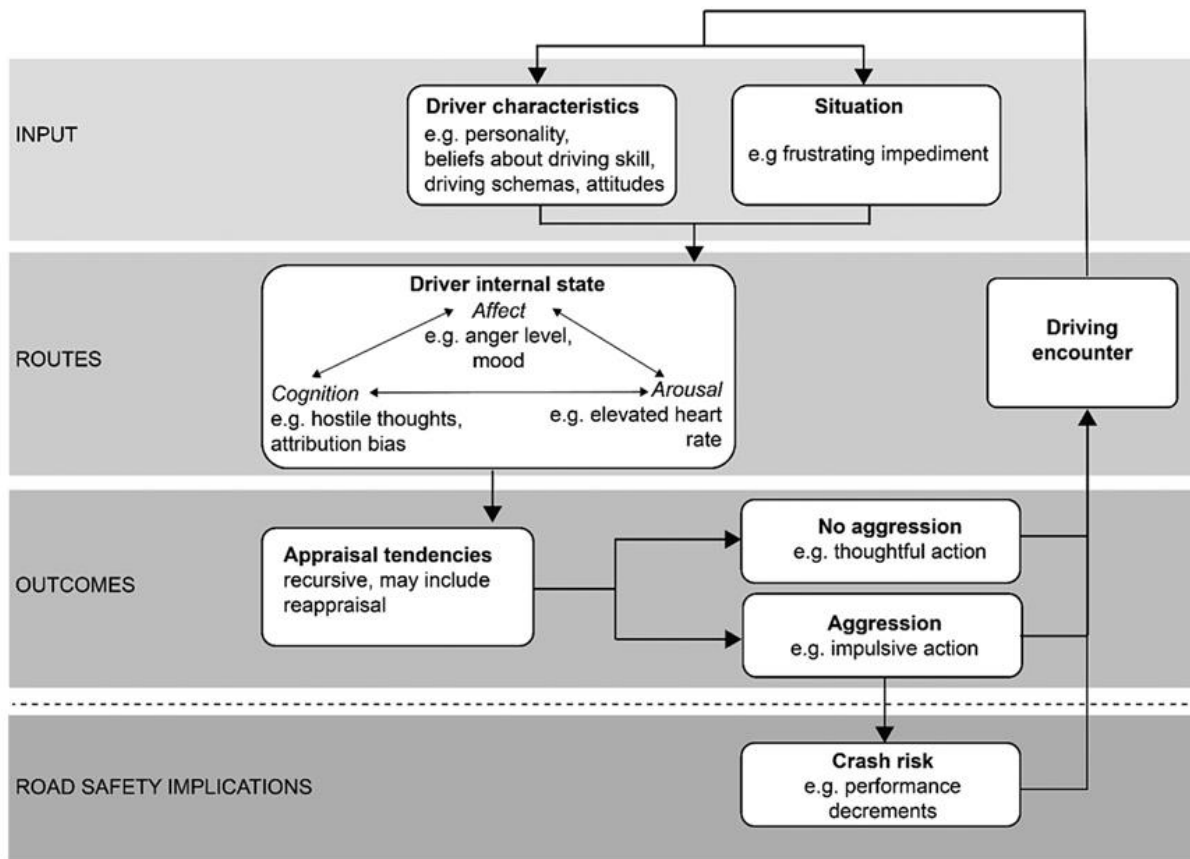 INPUT
Driver characteristics
e.g. personality,
beliefs about driving skill,
driving schemas, attitudes
Situation
e.g frustrating impediment
ROUTES
Driver internal state
Affect
e.g. anger level,
mood
Cognition
e.g. hostile thoughts,
attribution bias
Arousal
e.g. elevated heart
rate
Driving
encounter
OUTCOMES
Appraisal tendencies
recursive, may include
reappraisal
No aggression
e.g. thoughtful action
Aggression
e.g. impulsive action
ROAD SAFETY IMPLICATIONS
Crash risk
e.g. performance
decrements